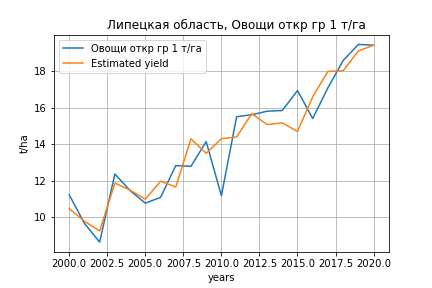 Липецкая область, Овощи откр гр 1 т/га
Овощи откр гр 1 т/га
Estimated yield
18
16
14
12
10
t/ha
2000.0 2002.5 2005.0 2007.5 2010.0 2012.5 2015.0 2017.5 2020.0
years